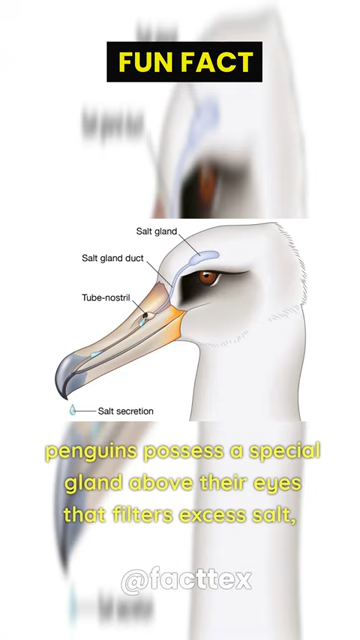 FUN FACT
Salt gland
Salt gland duct
Tube-nostril
Salt secretion
penguins possess a special
gland above their eyes
that filters excess salt,
@facttex